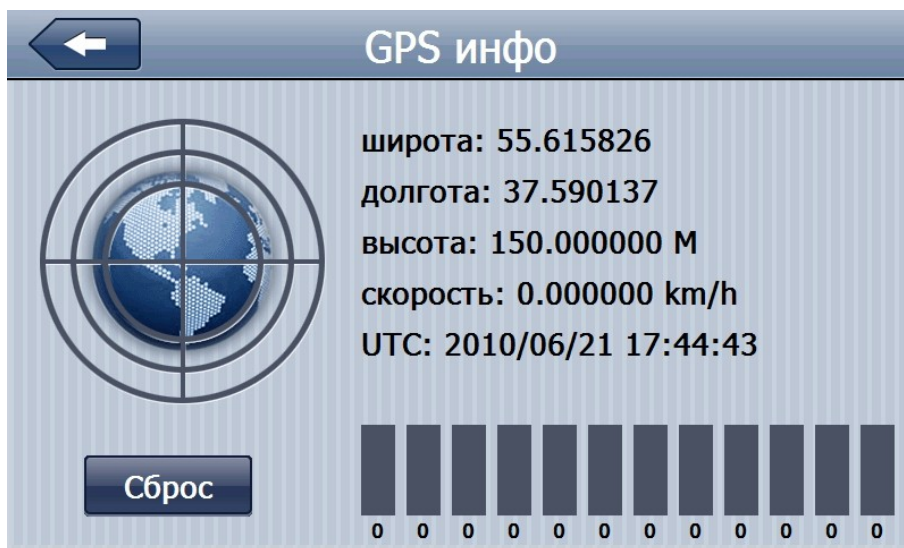 GPS инфо
широта: 55.615826
долгота: 37.590137
высота: 150.000000 M
скорость: 0.000000 km/h
UTC: 2010/06/21 17:44:43
Сброс
0 0 0 0 0 0 0 0 0 0 0 0